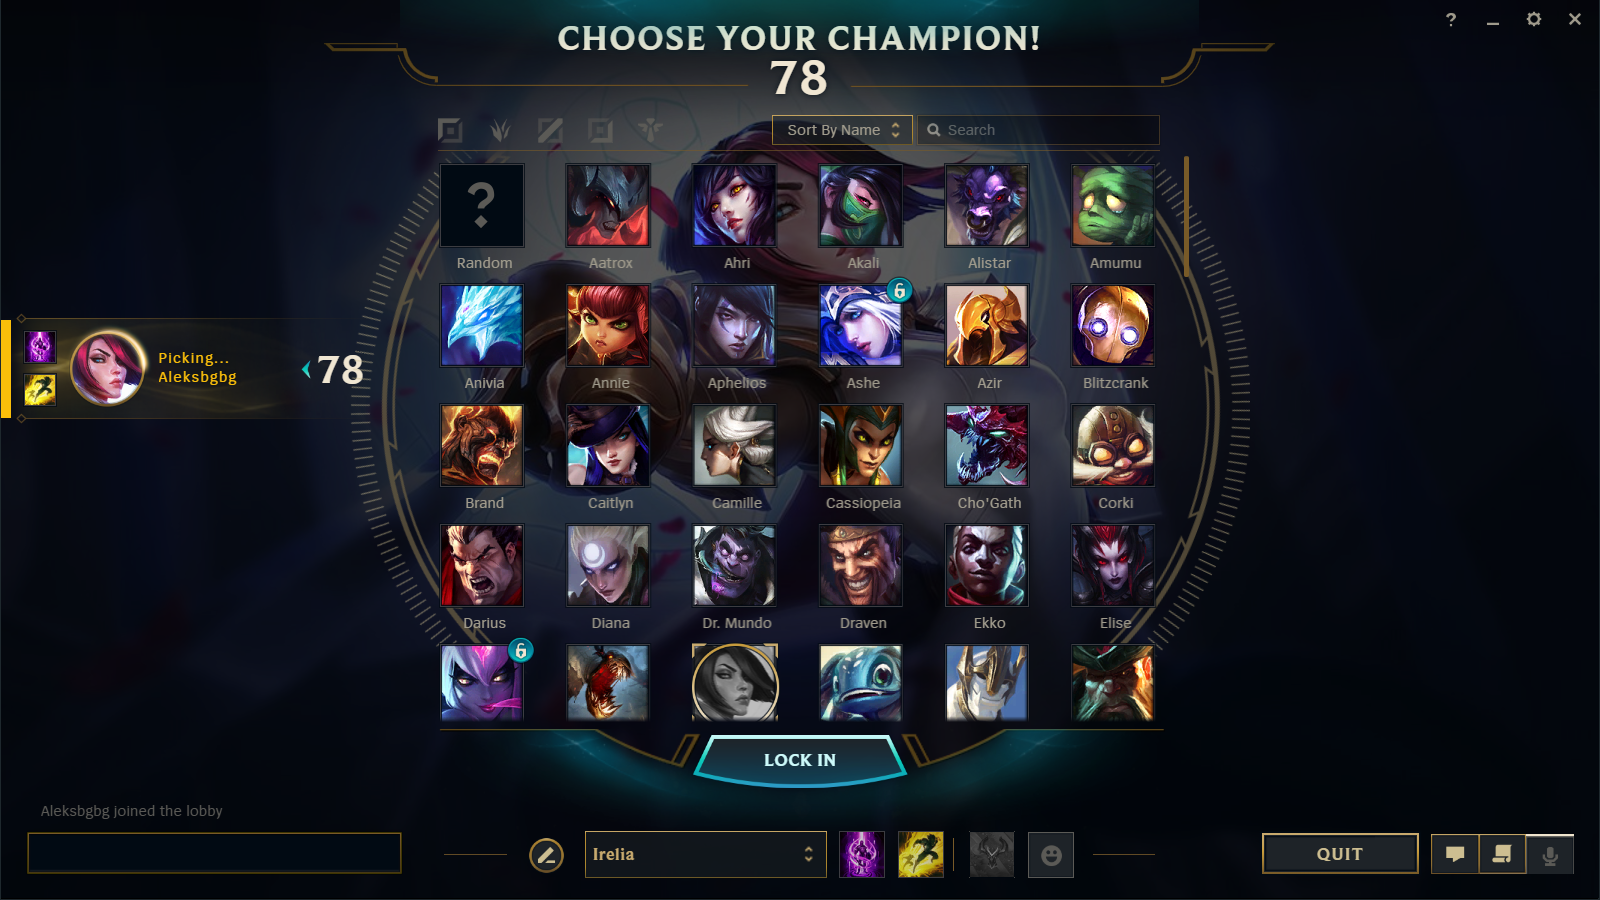 CHOOSE YOUR CHAMPION!
78
Sort By Name
Search
Random
Aatrox
Ahri
Akali
Alistar
Amumu
Anivia
Annie
Aphelios
Ashe
Azir
Blitzcrank
Picking...
Aleksbgbg
78
Brand
Caitlyn
Camille
Cassiopeia
Cho'Gath
Corki
Darius
Diana
Dr. Mundo
Draven
Ekko
Elise
LOCK IN
Aleksbgbg joined the lobby
Irelia
QUIT